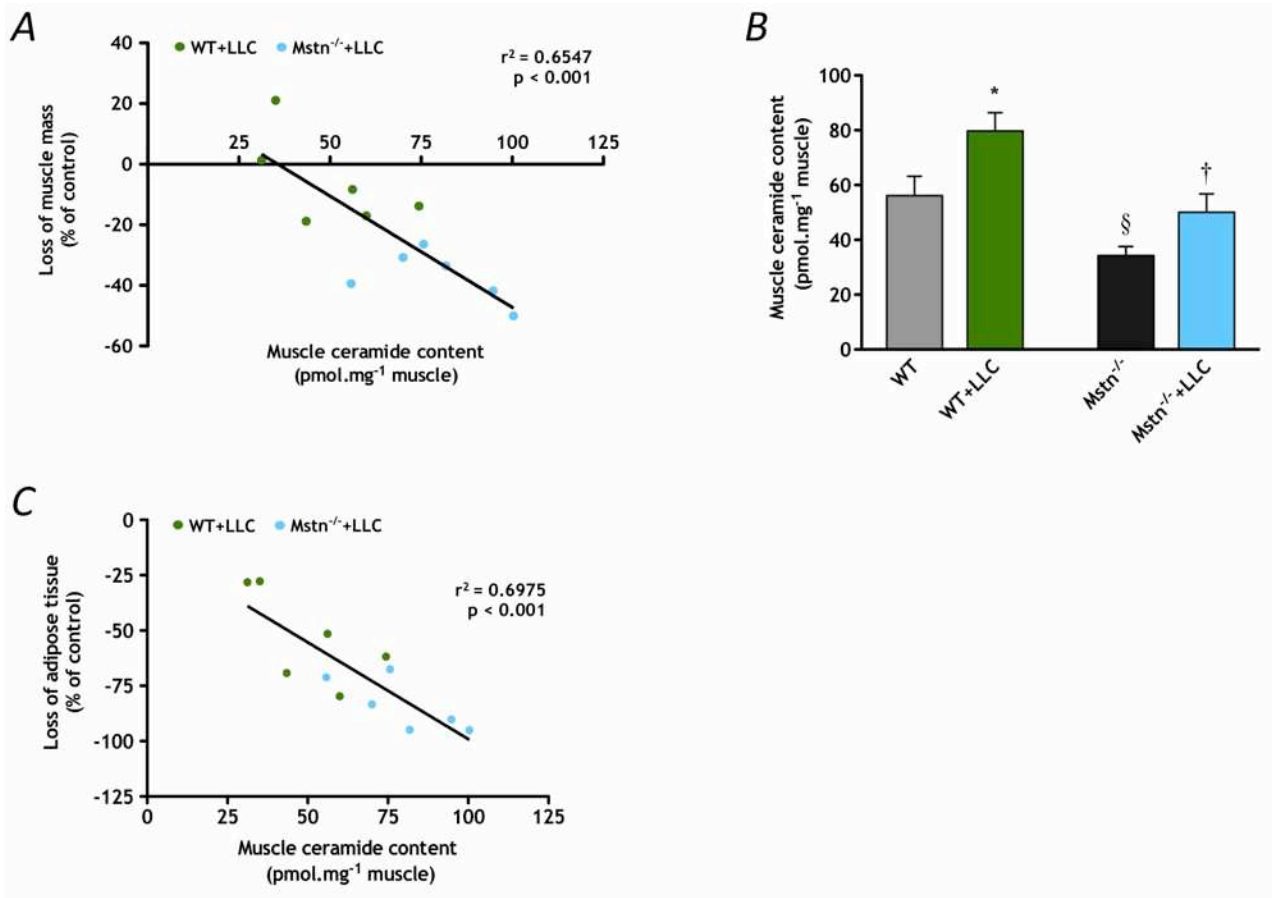 A
WT+LLC Mstn-/-+LLC
r2 = 0.6547
p < 0.001
40
20
0
-20
-40
-60
25 50 75 100 125
Loss of muscle mass
(% of control)
Muscle ceramide content
(pmol.mg-1 muscle)
B
100
80
60
40
20
0
Muscle ceramide content
(pmol.mg-1 muscle)
*
§
†
WT
WT+LLC
Mstn-/-
Mstn-/-+LLC
C
WT+LLC Mstn-/-+LLC
r2 = 0.6975
p < 0.001
0
-25
-50
-75
-100
-125
Loss of adipose tissue
(% of control)
0 25 50 75 100 125
Muscle ceramide content
(pmol.mg-1 muscle)